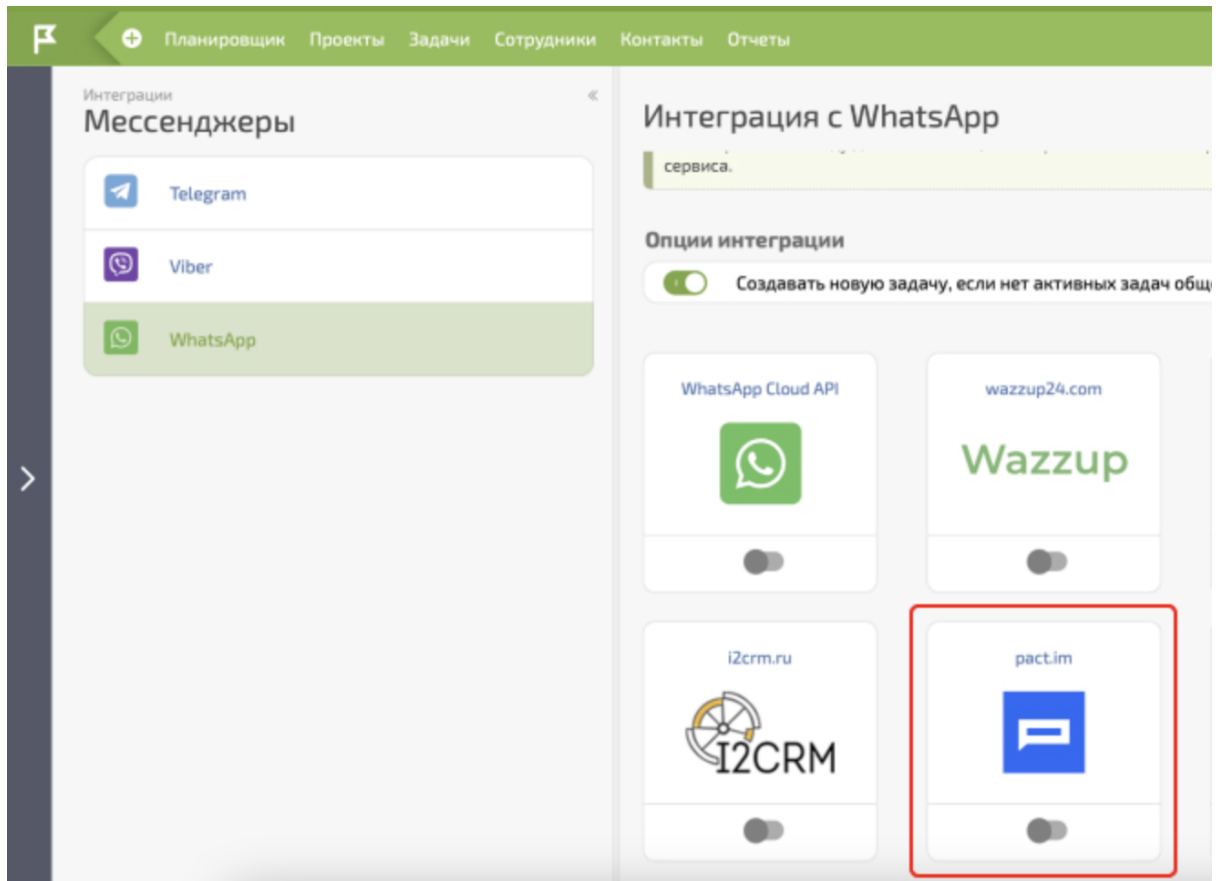 Планировщик Проекты Задачи Сотрудники Контакты Отчеты
Интеграции
Мессенджеры
Telegram
Viber
WhatsApp
Интеграция с WhatsApp
сервиса.
Опции интеграции
Создавать новую задачу, если нет активных задач общ
WhatsApp Cloud API
wazzup24.com
Wazzup
i2crm.ru
I2CRM
pact.im